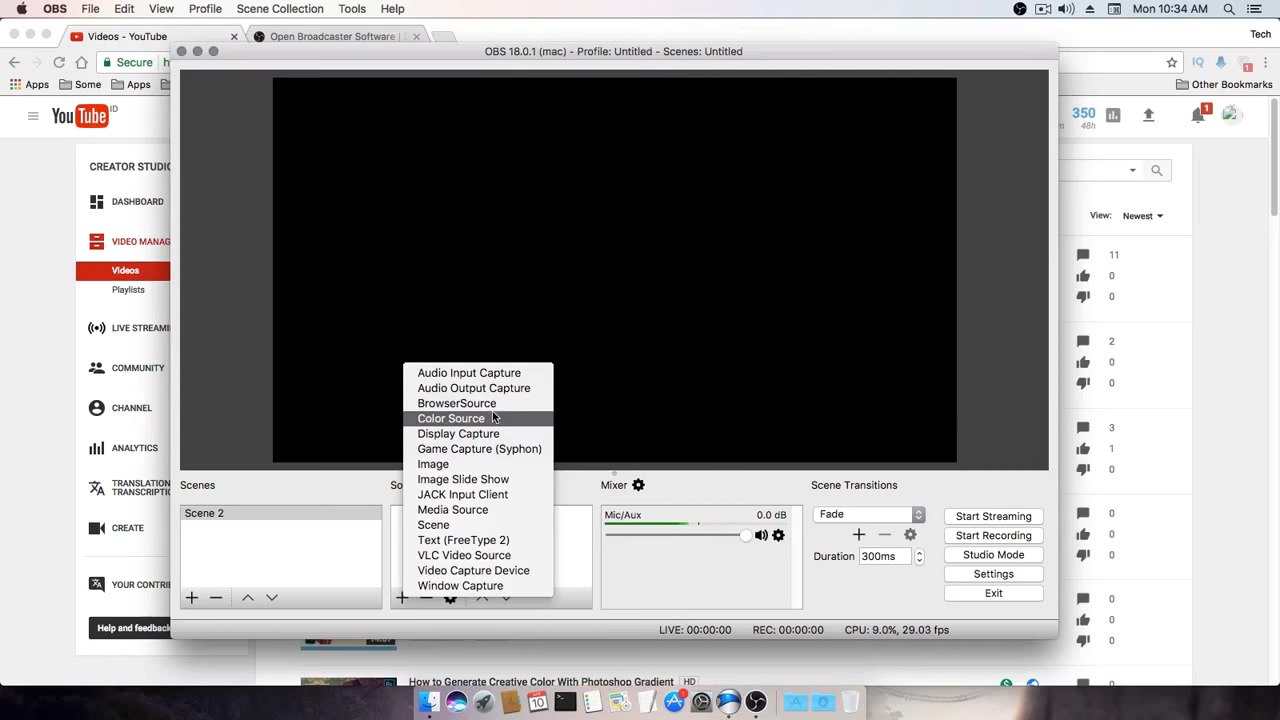 OBS File Edit View Profile Scene Collection Tools Help Mon 10:34 AM
Videos - YouTube Open Broadcaster Software | Tech
OBS 18.0.1 (mac) - Profile: Untitled - Scenes: Untitled
Secure
Apps Some Apps Other Bookmarks
YouTube ID
350
48h
1
CREATOR STUDIO
DASHBOARD
VIDEO MANAG
Videos
Playlists
LIVE STREAMI
COMMUNITY
CHANNEL
ANALYTICS
TRANSLATION
TRANSCRIPTIO
CREATE
YOUR CONTRI
Help and feedback
View: Newest
11
0
0
2
0
0
3
1
0
0
0
0
0
0
0
0
Audio Input Capture
Audio Output Capture
BrowserSource
Color Source
Display Capture
Game Capture (Syphon)
Image
Image Slide Show
JACK Input Client
Media Source
Scene
Text (FreeType 2)
VLC Video Source
Video Capture Device
Window Capture
Scenes
Scene 2
So
Mixer
Mic/Aux 0.0 dB
Scene Transitions
Fade
Duration 300ms
Start Streaming
Start Recording
Studio Mode
Settings
Exit
LIVE: 00:00:00 REC: 00:00:00 CPU: 9.0%, 29.03 fps
How to Generate Creative Color With Photoshop Gradient HD
0
10